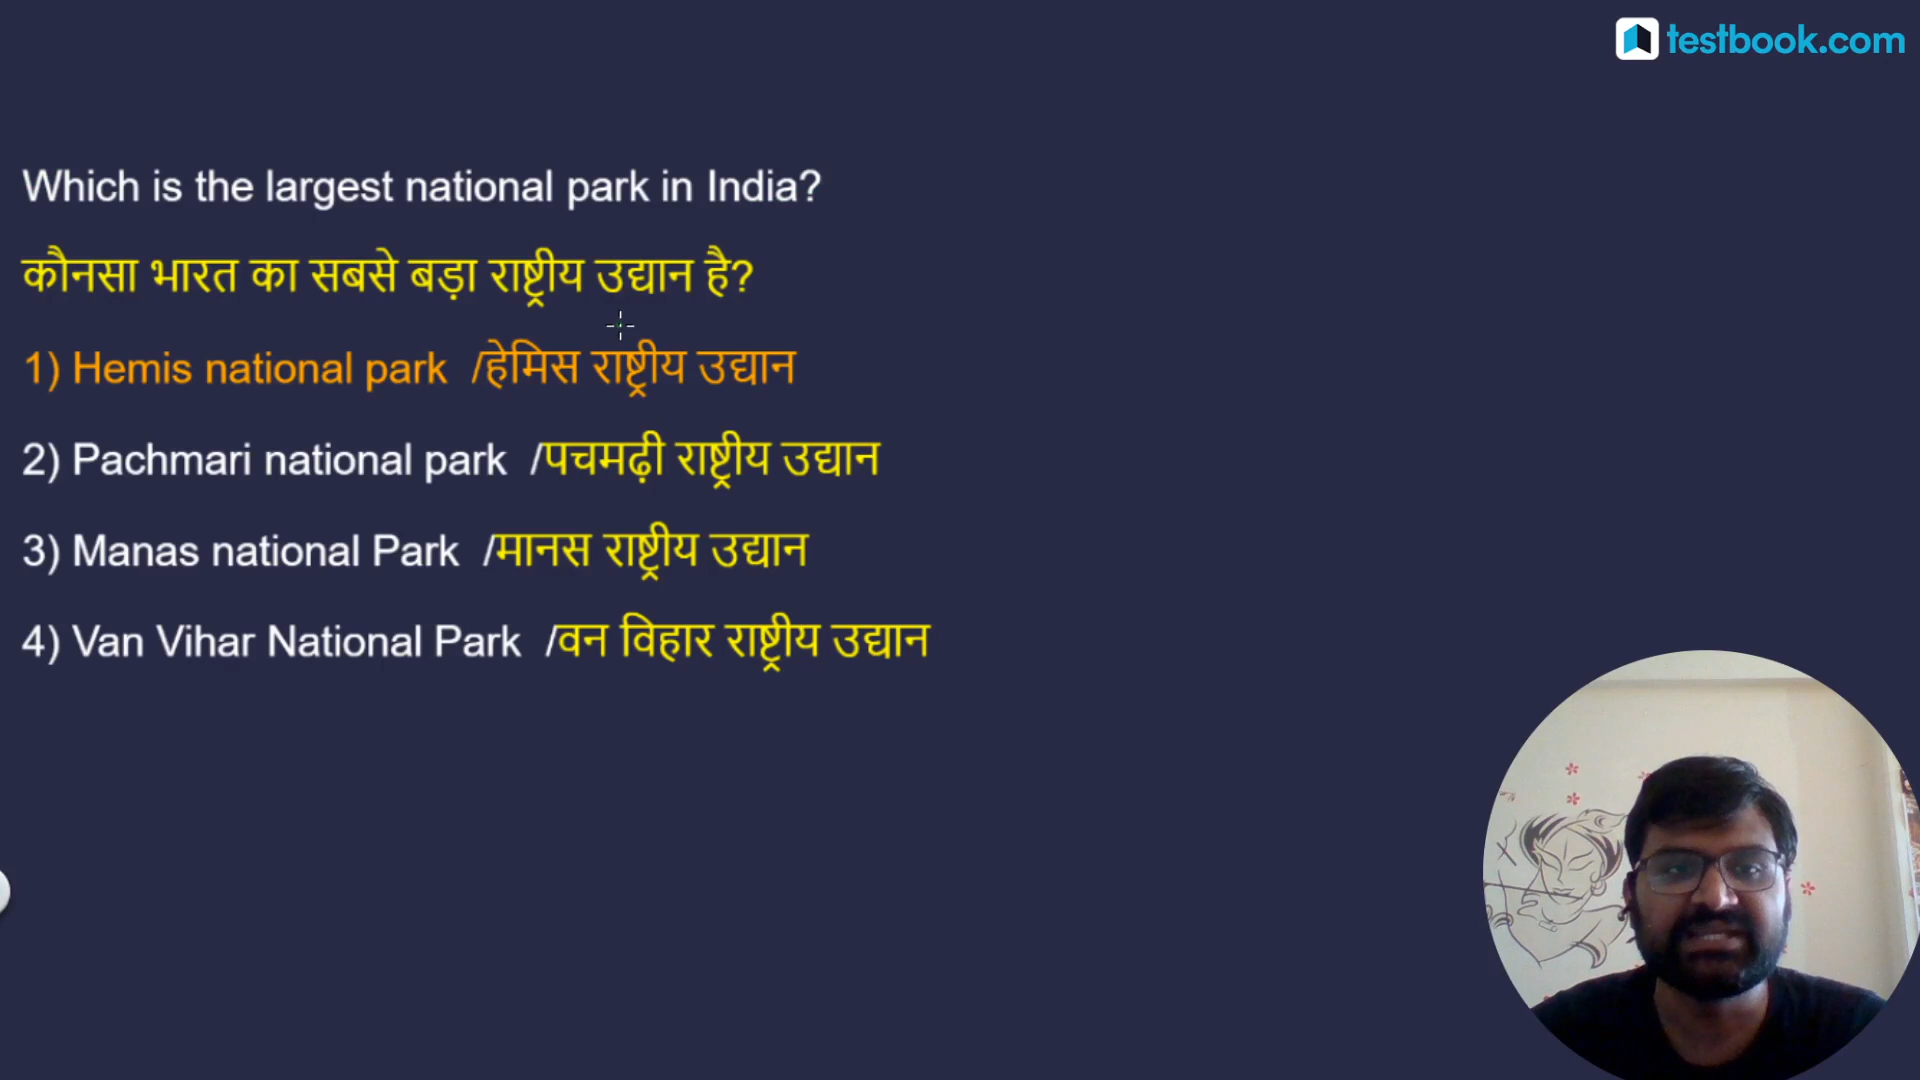 testbook.com
Which is the largest national park in India?
कौनसा भारत का सबसे बड़ा राष्ट्रीय उद्यान है?
1) Hemis national park /हेमिस राष्ट्रीय उद्यान
2) Pachmari national park /पचमढ़ी राष्ट्रीय उद्यान
3) Manas national Park /मानस राष्ट्रीय उद्यान
4) Van Vihar National Park /वन विहार राष्ट्रीय उद्यान